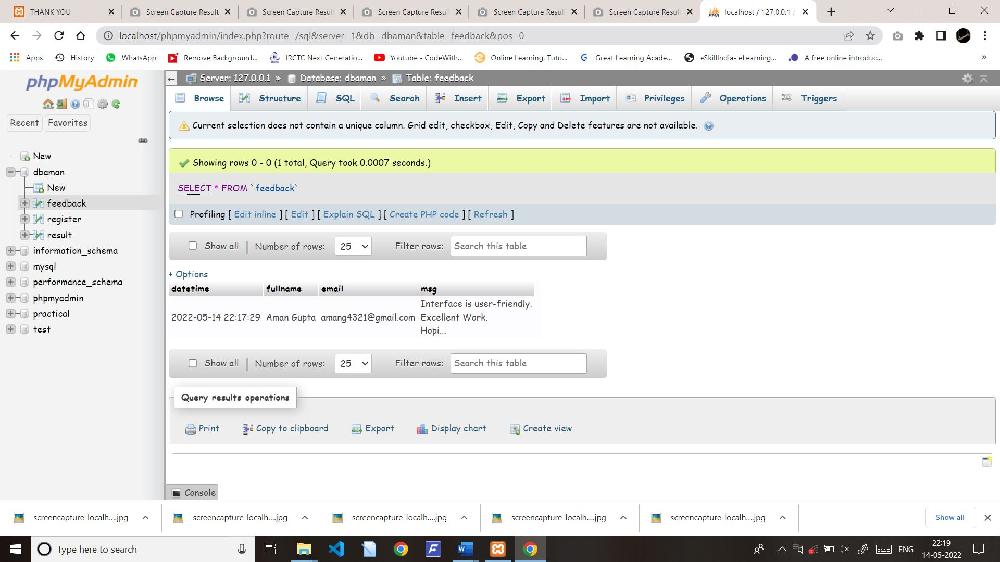 THANK YOU
Screen Capture Result
Screen Capture Result
Screen Capture Result
Screen Capture Result
Screen Capture Result
localhost / 127.0.0.1 /
localhost/phpmyadmin/index.php?route=/sql&server=1&db=dbaman&table=feedback&pos=0
Apps
History
WhatsApp
Remove Background...
IRCTC Next Generatio...
Youtube - CodeWith...
Online Learning, Tuto...
Great Learning Acade...
eSkillIndia- eLearning...
A free online introduc...
»
phpMyAdmin
Recent
Favorites
New
dbaman
New
feedback
register
result
information_schema
mysql
performance_schema
phpmyadmin
practical
test
Server: 127.0.0.1 » Database: dbaman » Table: feedback
Browse
Structure
SQL
Search
Insert
Export
Import
Privileges
Operations
Triggers
Current selection does not contain a unique column. Grid edit, checkbox, Edit, Copy and Delete features are not available.
Showing rows 0 - 0 (1 total, Query took 0.0007 seconds.)
SELECT * FROM `feedback`
Profiling [ Edit inline ] [ Edit ] [ Explain SQL ] [ Create PHP code ] [ Refresh ]
Show all | Number of rows: 25 Filter rows: Search this table
+ Options
datetime fullname email msg
2022-05-14 22:17:29 Aman Gupta amang4321@gmail.com Interface is user-friendly.
Excellent Work.
Hopi...
Show all | Number of rows: 25 Filter rows: Search this table
Query results operations
Print
Copy to clipboard
Export
Display chart
Create view
Console
screencapture-localh....jpg
screencapture-localh....jpg
screencapture-localh....jpg
screencapture-localh....jpg
screencapture-localh....jpg
Show all
Type here to search
ENG
22:19
14-05-2022